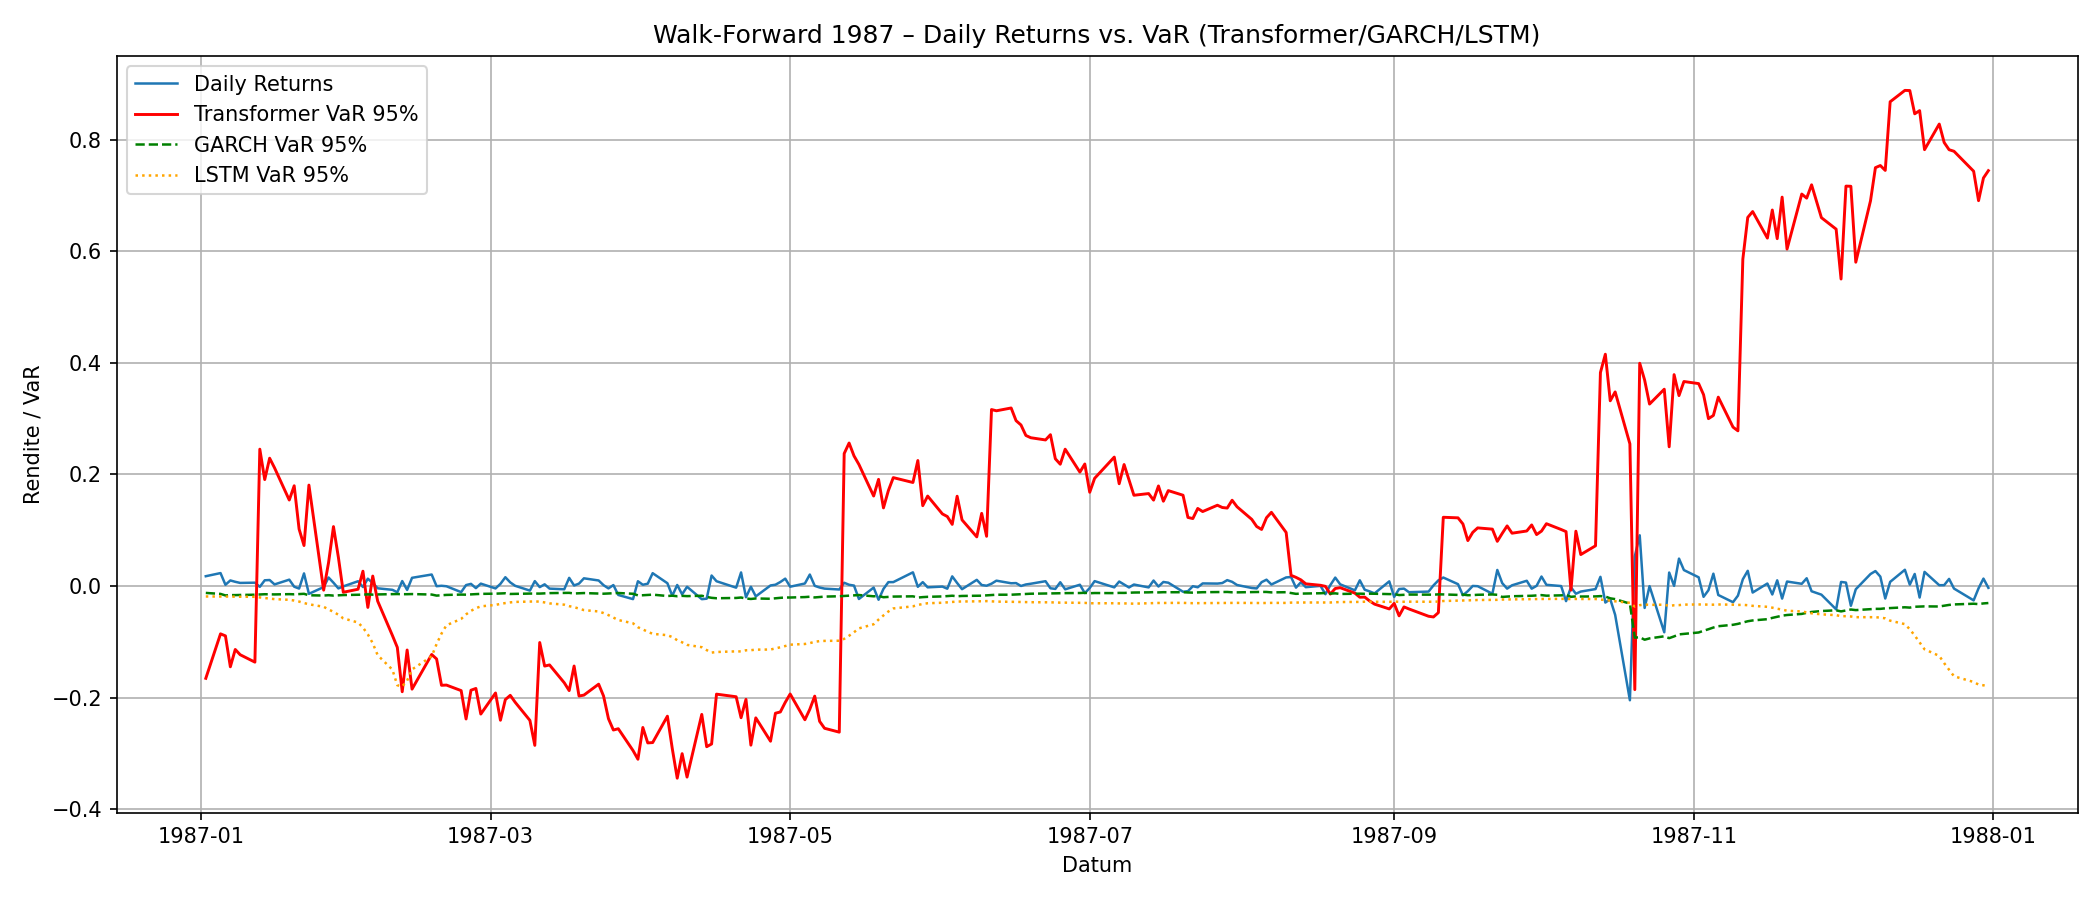 Walk-Forward 1987 – Daily Returns vs. VaR (Transformer/GARCH/LSTM)
Daily Returns
Transformer VaR 95%
GARCH VaR 95%
LSTM VaR 95%
Rendite / VaR
0.8
0.6
0.4
0.2
0.0
−0.2
−0.4
1987-01 1987-03 1987-05 1987-07 1987-09 1987-11 1988-01
Datum